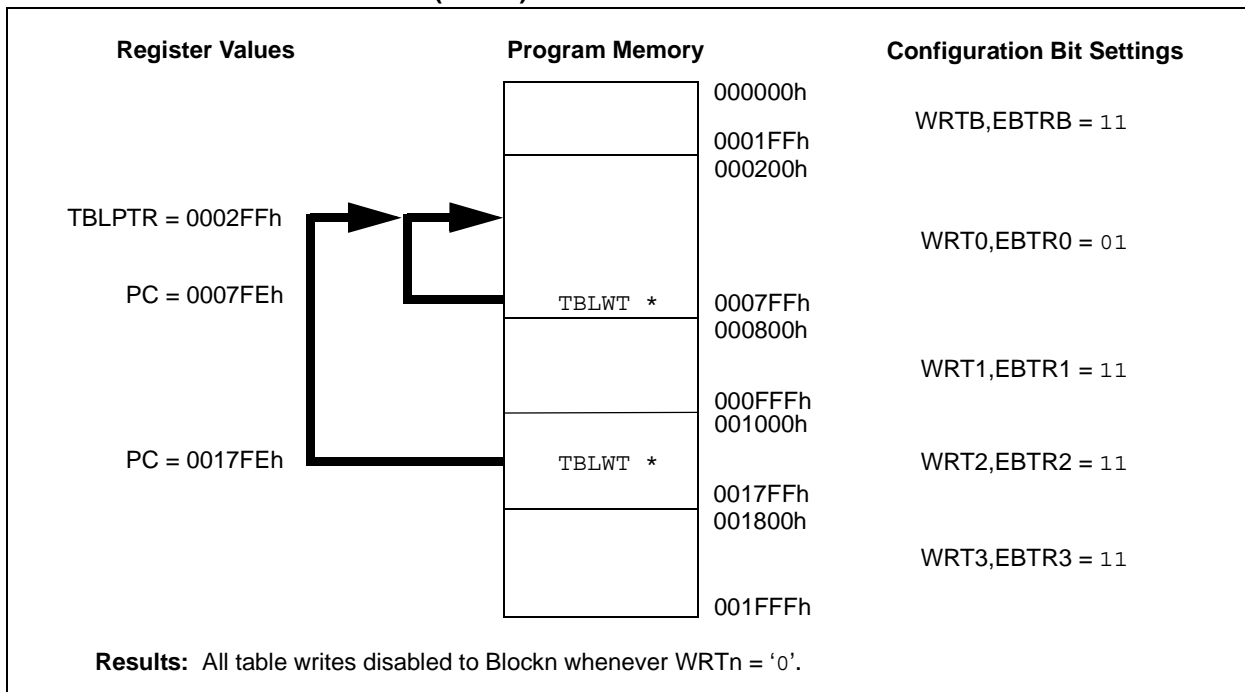 Register Values Program Memory Configuration Bit Settings
000000h
WRTB,EBTRB = 11
0001FFh
000200h
TBLPTR = 0002FFh
WRT0,EBTR0 = 01
PC = 0007FEh
TBLWT * 0007FFh
000800h
WRT1,EBTR1 = 11
000FFFh
001000h
PC = 0017FEh TBLWT * WRT2,EBTR2 = 11
0017FFh
001800h
WRT3,EBTR3 = 11
001FFFh
Results: All table writes disabled to Blockn whenever WRTn = ‘0’.